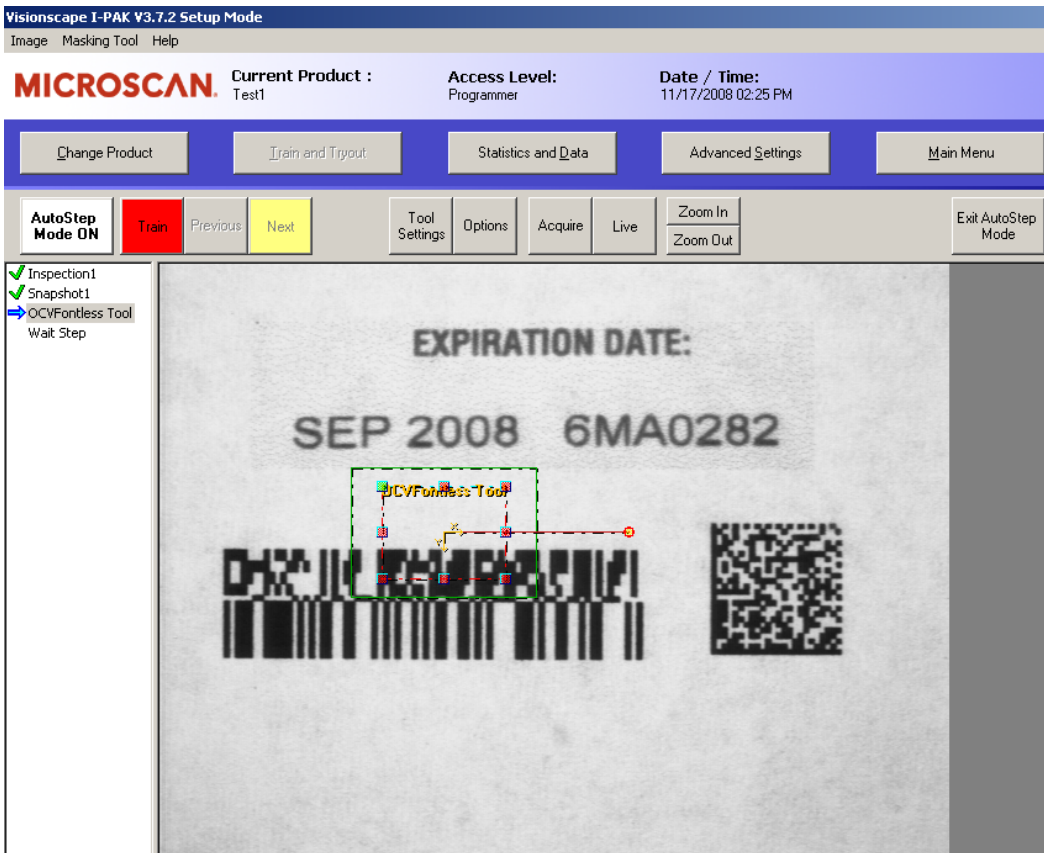 Visionscape I-PAK V3.7.2 Setup Mode
Image Masking Tool Help
MICROSCAN. Current Product : Access Level: Date / Time:
Test1 Programmer 11/17/2008 02:25 PM
Change Product Train and Tryout Statistics and Data Advanced Settings Main Menu
AutoStep Mode ON Train Previous Next Tool Settings Options Acquire Live Zoom In Zoom Out Exit AutoStep Mode
Inspection1
Snapshot1
OCVFontless Tool
Wait Step
EXPIRATION DATE:
SEP 2008 6MA0282
OCVFontless Tool
X
Y